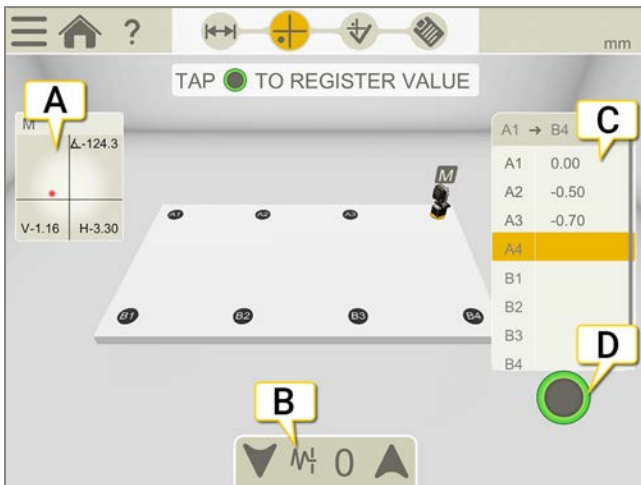 ?
mm
TAP TO REGISTER VALUE
A
M
∡-124.3
V-1.16 H-3.30
C
A1 → B4
A1 0.00
A2 -0.50
A3 -0.70
A4
B1
B2
B3
B4
M
A1 A2 A3
B1 B2 B3 B4
D
B
0